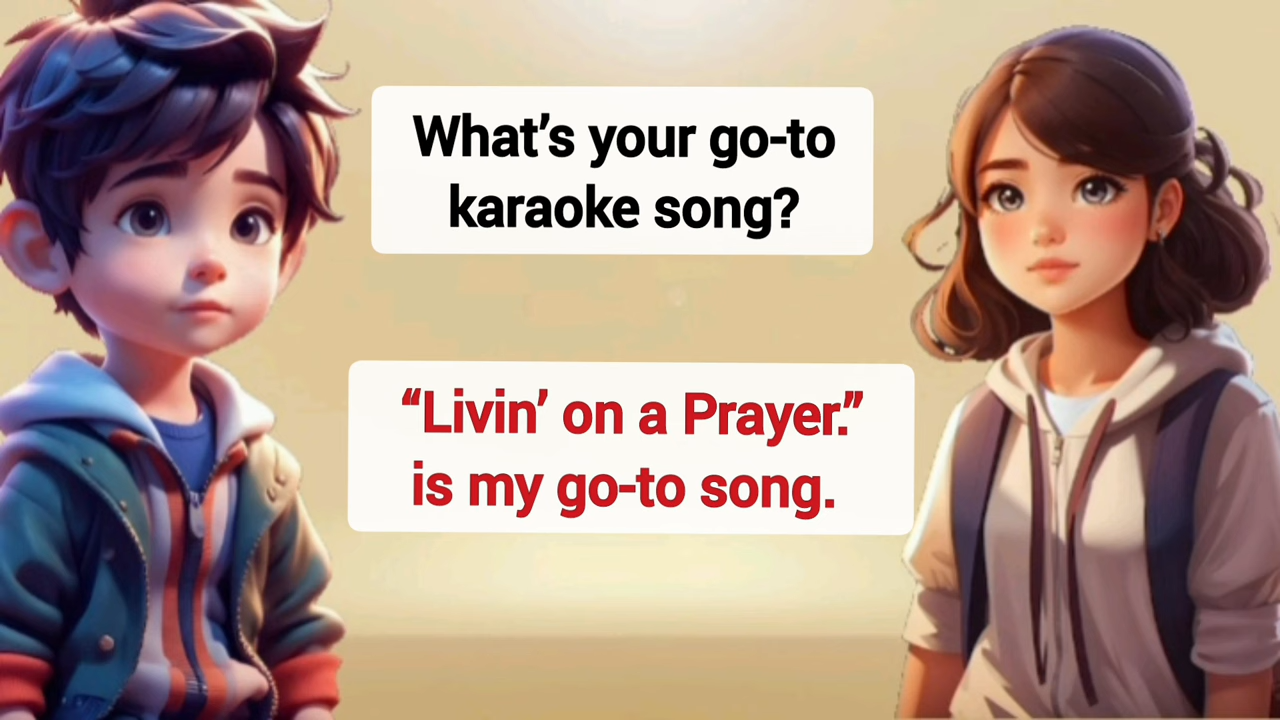 What’s your go-to
karaoke song?
“Livin’ on a Prayer.”
is my go-to song.